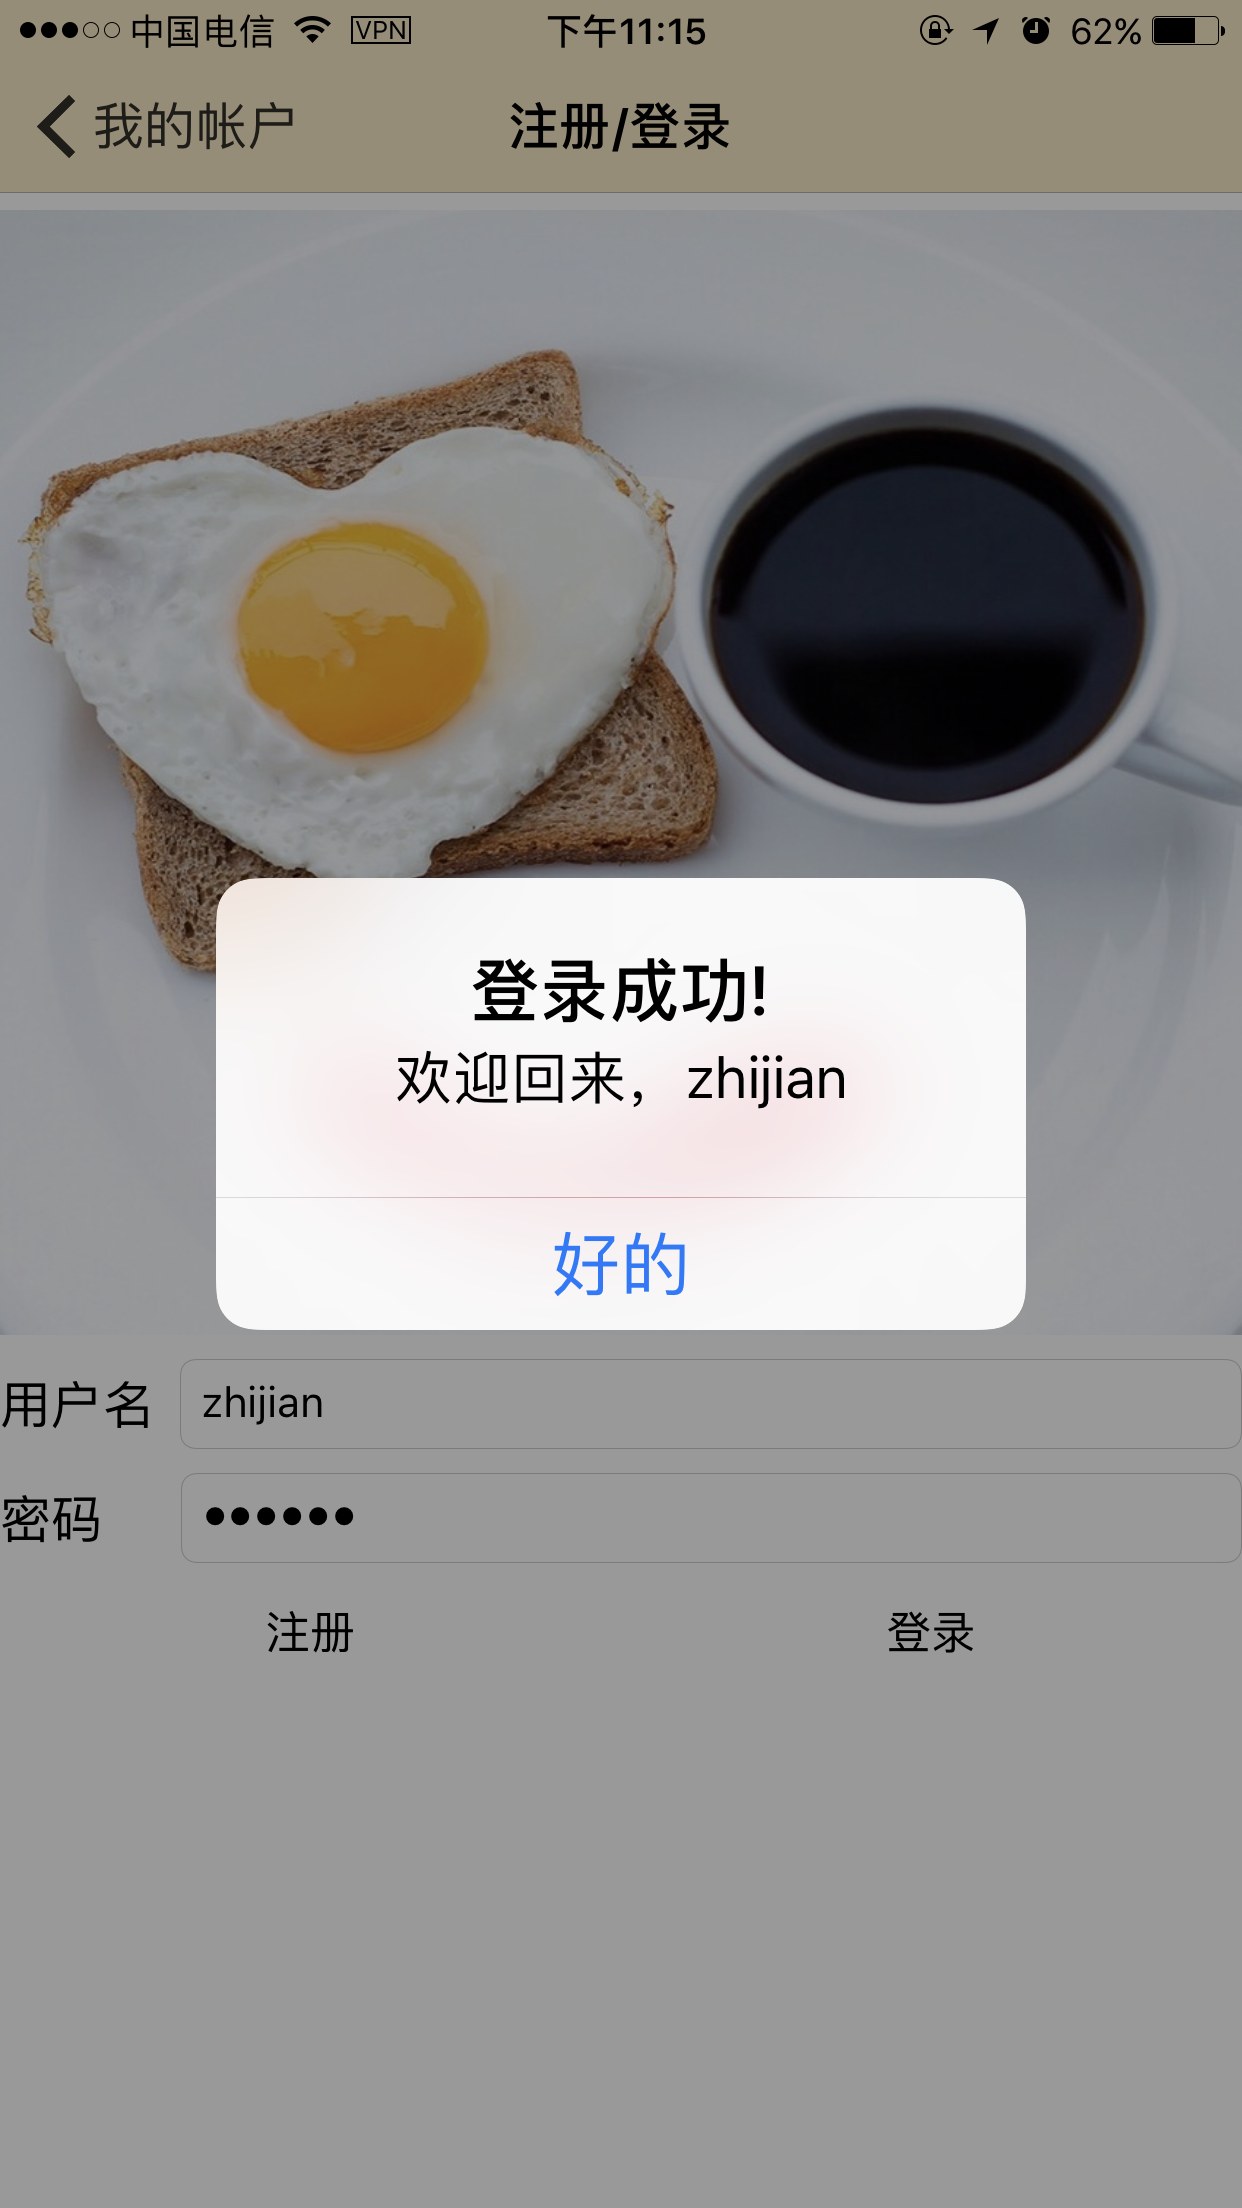 中国电信 VPN 下午11:15 62%
我的帐户 注册/登录
登录成功!
欢迎回来，zhijian
好的
用户名 zhijian
密码 ••••••
注册 登录